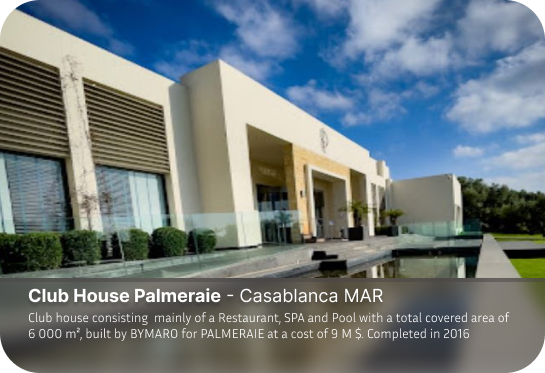 Club House Palmeraie - Casablanca MAR
Club house consisting mainly of a Restaurant, SPA and Pool with a total covered area of
6 000 m², built by BYMARO for PALMERAIE at a cost of 9 M $. Completed in 2016